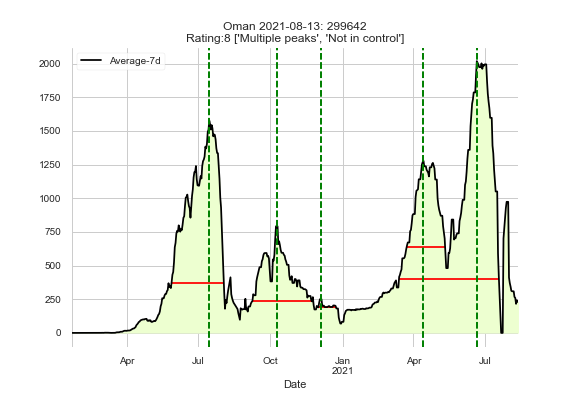 Oman 2021-08-13: 299642
Rating:8 ['Multiple peaks', 'Not in control']
Average-7d
2000
1750
1500
1250
1000
750
500
250
0
Apr
Jul
Oct
Jan
2021
Apr
Jul
Date